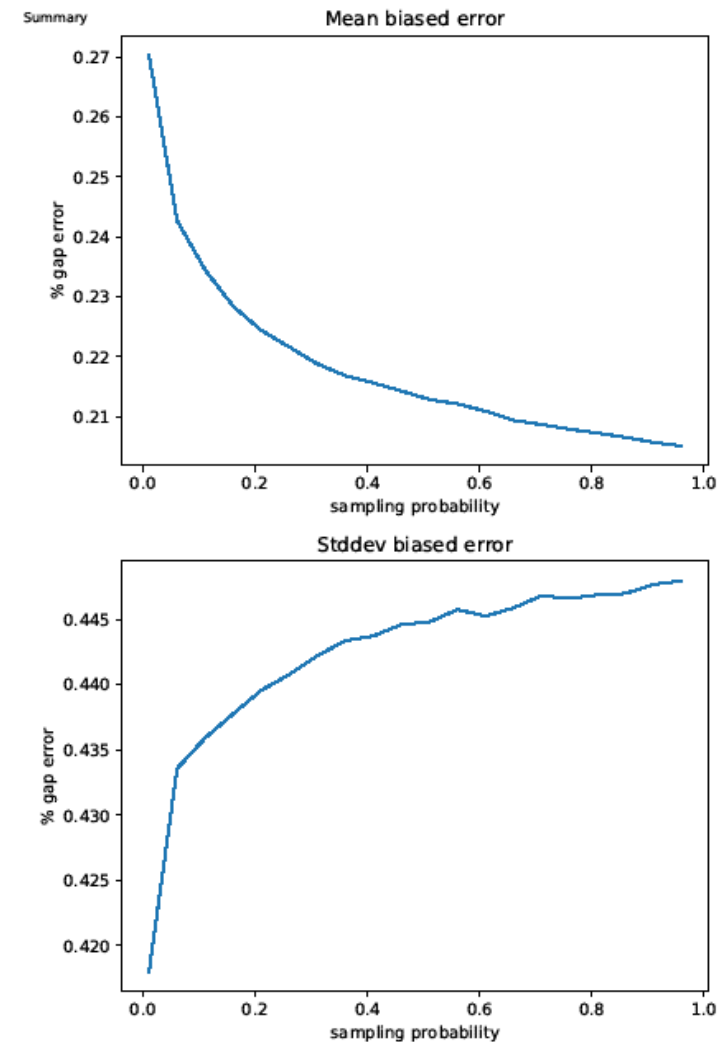 Summary
Mean biased error
0.27
0.26
0.25
0.24
0.23
0.22
0.21
% gap error
0.0 0.2 0.4 0.6 0.8 1.0
sampling probability
Stddev biased error
0.445
0.440
0.435
0.430
0.425
0.420
% gap error
0.0 0.2 0.4 0.6 0.8 1.0
sampling probability